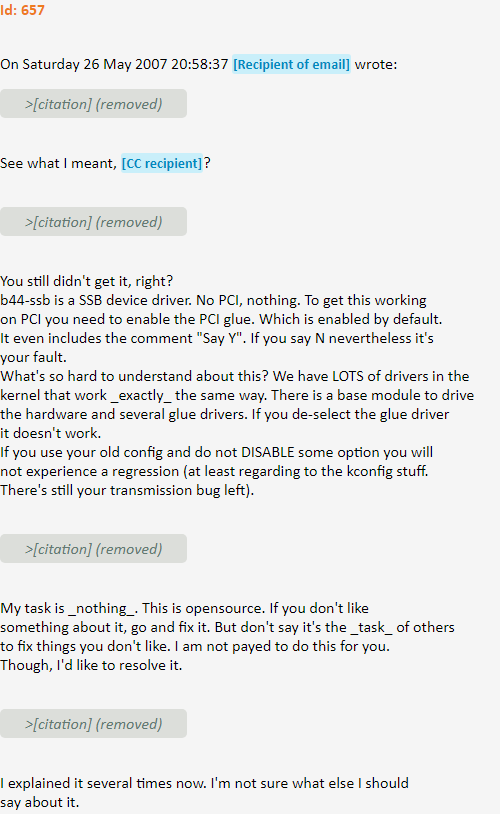 Id: 657
On Saturday 26 May 2007 20:58:37 [Recipient of email] wrote:
>[citation] (removed)
See what I meant, [CC recipient]?
>[citation] (removed)
You still didn't get it, right?
b44-ssb is a SSB device driver. No PCI, nothing. To get this working
on PCI you need to enable the PCI glue. Which is enabled by default.
It even includes the comment "Say Y". If you say N nevertheless it's
your fault.
What's so hard to understand about this? We have LOTS of drivers in the
kernel that work _exactly_ the same way. There is a base module to drive
the hardware and several glue drivers. If you de-select the glue driver
it doesn't work.
If you use your old config and do not DISABLE some option you will
not experience a regression (at least regarding to the kconfig stuff.
There's still your transmission bug left).
>[citation] (removed)
My task is _nothing_. This is opensource. If you don't like
something about it, go and fix it. But don't say it's the _task_ of others
to fix things you don't like. I am not payed to do this for you.
Though, I'd like to resolve it.
>[citation] (removed)
I explained it several times now. I'm not sure what else I should
say about it.